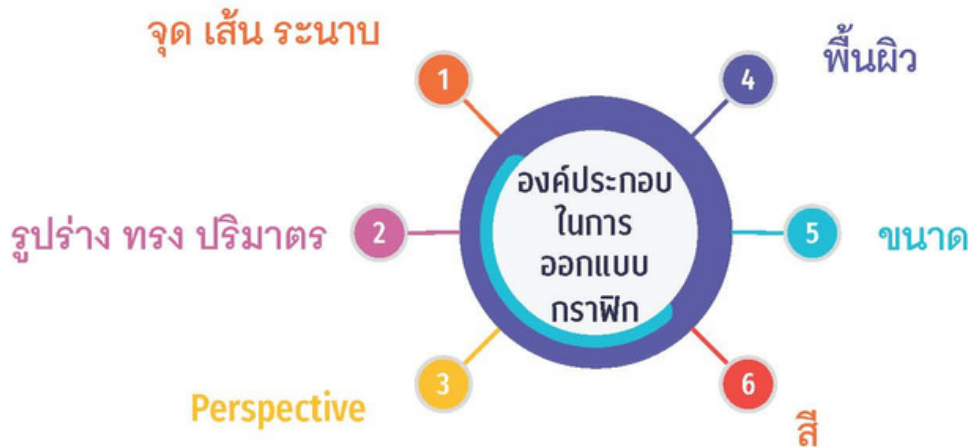 จุด เส้น ระนาบ
1
รูปร่าง ทรง ปริมาตร
2
Perspective
3
องค์ประกอบ
ในการ
ออกแบบ
กราฟิก
4
พื้นผิว
5
ขนาด
6
สี